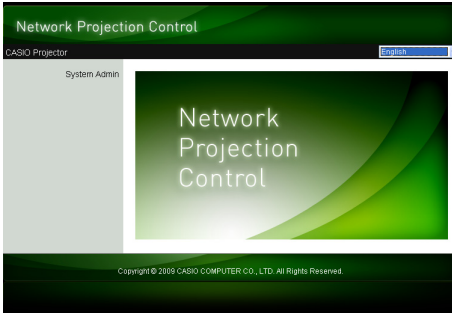 Network Projection Control
CASIO Projector
English
System Admin
Network
Projection
Control
Copyright © 2009 CASIO COMPUTER CO., LTD. All Rights Reserved.